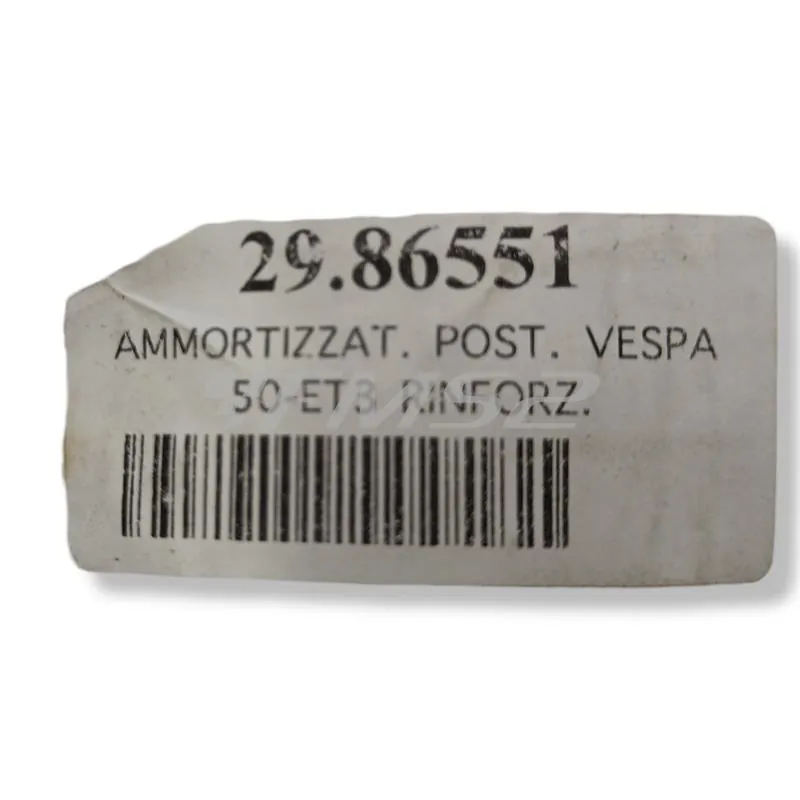 29.86551
AMMORTIZZAT. POST. VESPA
50-ET3 RINFORZ.